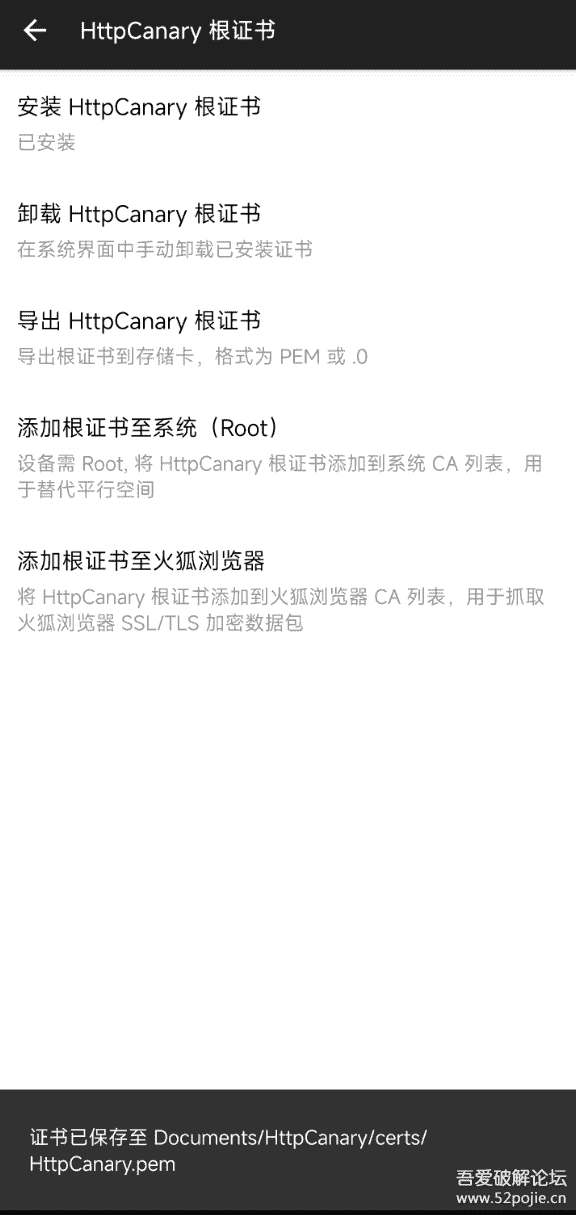 HttpCanary 根证书
安装 HttpCanary 根证书
已安装
卸载 HttpCanary 根证书
在系统界面中手动卸载已安装证书
导出 HttpCanary 根证书
导出根证书到存储卡，格式为 PEM 或 .0
添加根证书至系统（Root）
设备需 Root, 将 HttpCanary 根证书添加到系统 CA 列表，用
于替代平行空间
添加根证书至火狐浏览器
将 HttpCanary 根证书添加到火狐浏览器 CA 列表，用于抓取
火狐浏览器 SSL/TLS 加密数据包
证书已保存至 Documents/HttpCanary/certs/
HttpCanary.pem
吾爱破解论坛
www.52pojie.cn